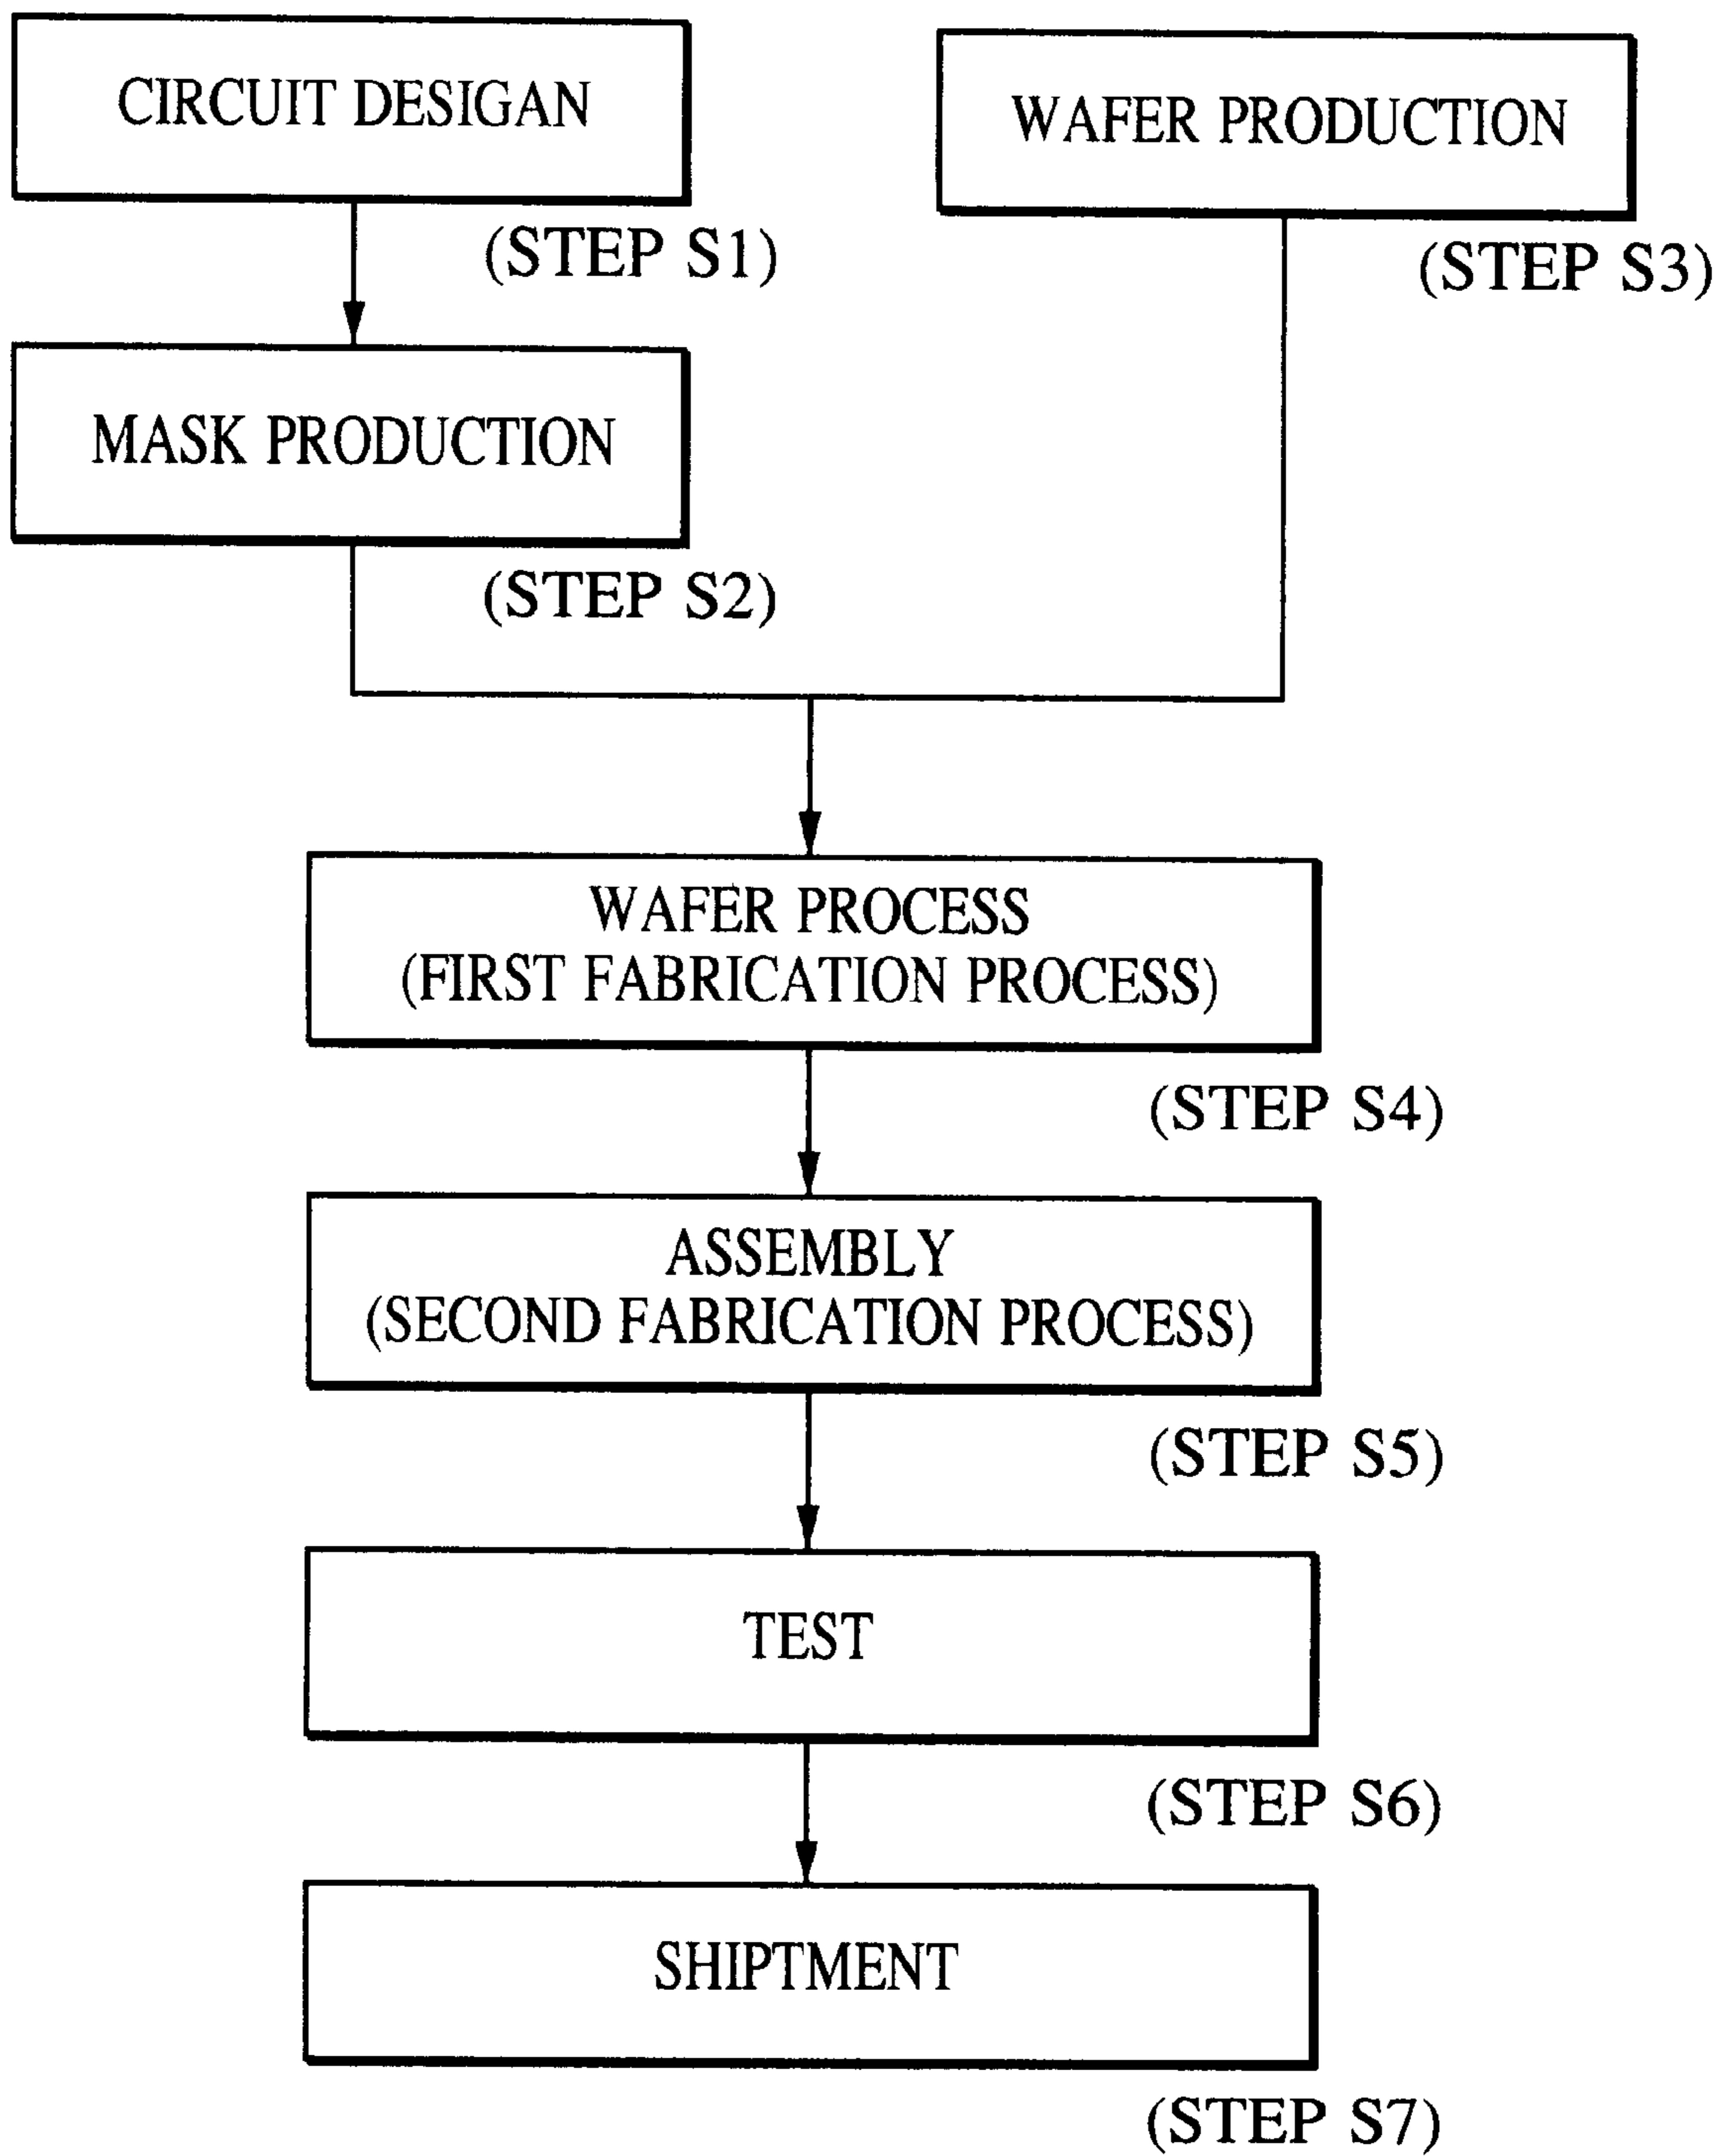 CIRCUIT DESIGAN
(STEP S1)
MASK PRODUCTION
(STEP S2)
WAFER PRODUCTION
(STEP S3)
WAFER PROCESS
(FIRST FABRICATION PROCESS)
(STEP S4)
ASSEMBLY
(SECOND FABRICATION PROCESS)
(STEP S5)
TEST
(STEP S6)
SHIPTMENT
(STEP S7)